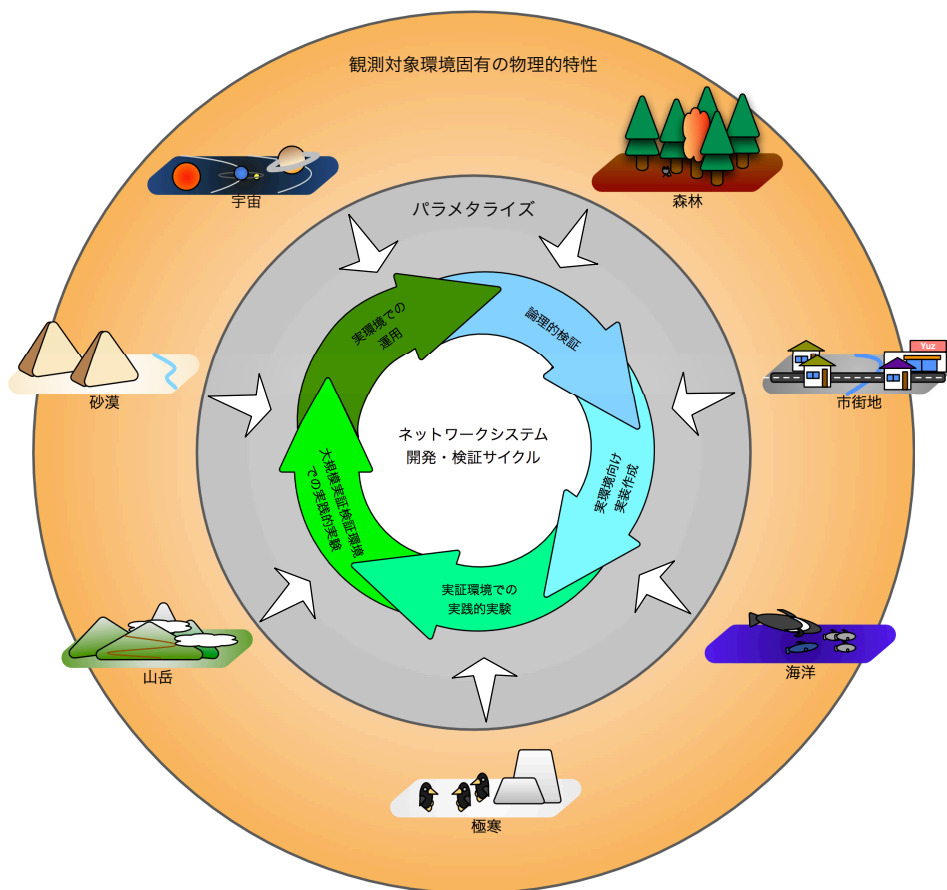 観測対象環境固有の物理的特性
宇宙
森林
パラメタライズ
実環境での
運用
論理的検証
Yuz
砂漠
市街地
ネットワークシステム
開発・検証サイクル
大規模実証検証環境
での実践的実験
実環境向け
実装作成
実証環境での
実践的実験
山岳
海洋
極寒